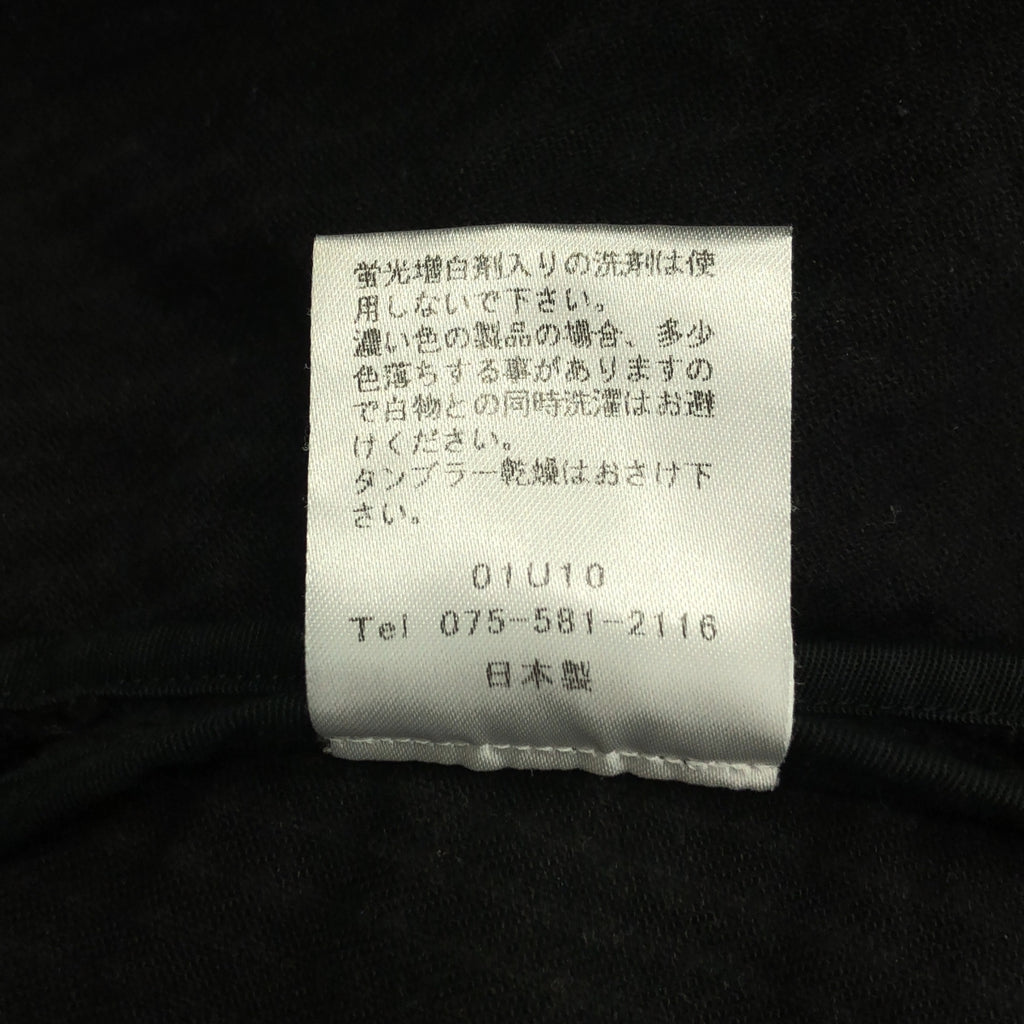 蛍光増白剤入りの洗剤は使
用しないで下さい。
濃い色の製品の場合、多少
色落ちする事がありますの
で白物との同時洗濯はお避
けください。
タンブラー乾燥はおさけ下
さい。
01U10
Tel 075-581-2116
日本製